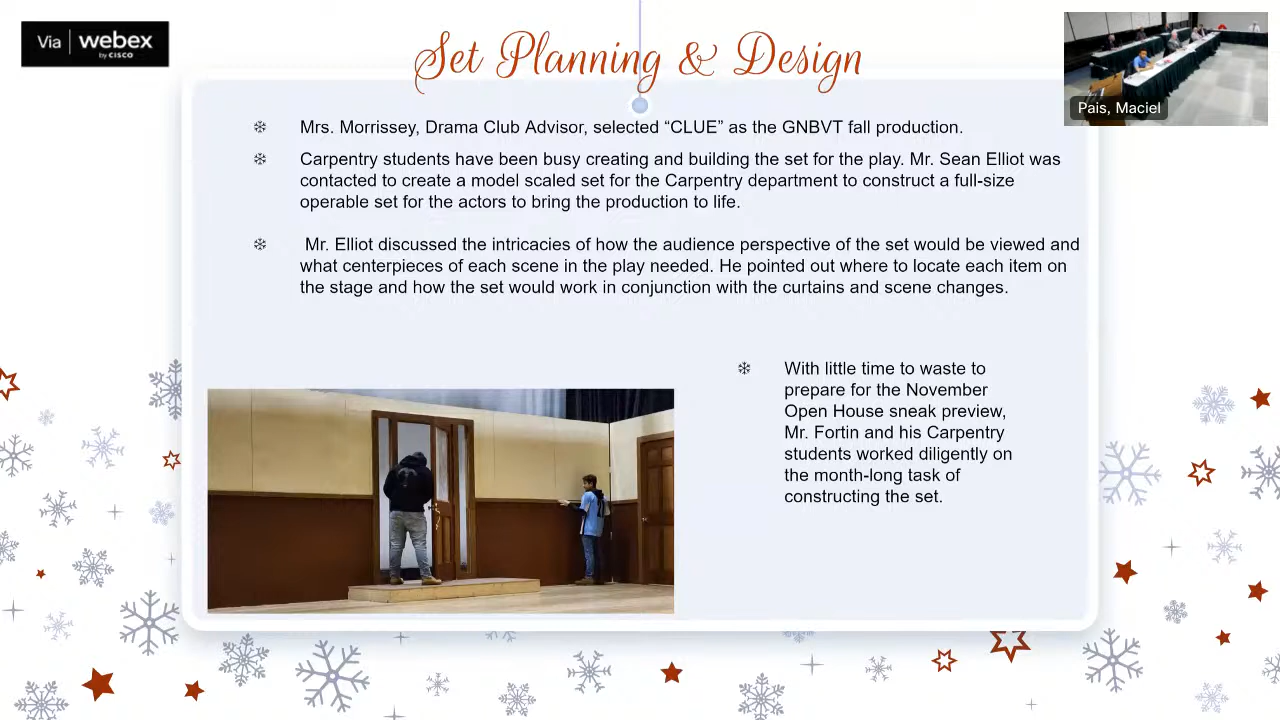 Via webex
by CISCO
Set Planning & Design
Pais, Maciel
Mrs. Morrissey, Drama Club Advisor, selected “CLUE” as the GNBVT fall production.
Carpentry students have been busy creating and building the set for the play. Mr. Sean Elliot was
contacted to create a model scaled set for the Carpentry department to construct a full-size
operable set for the actors to bring the production to life.
Mr. Elliot discussed the intricacies of how the audience perspective of the set would be viewed and
what centerpieces of each scene in the play needed. He pointed out where to locate each item on
the stage and how the set would work in conjunction with the curtains and scene changes.
With little time to waste to
prepare for the November
Open House sneak preview,
Mr. Fortin and his Carpentry
students worked diligently on
the month-long task of
constructing the set.